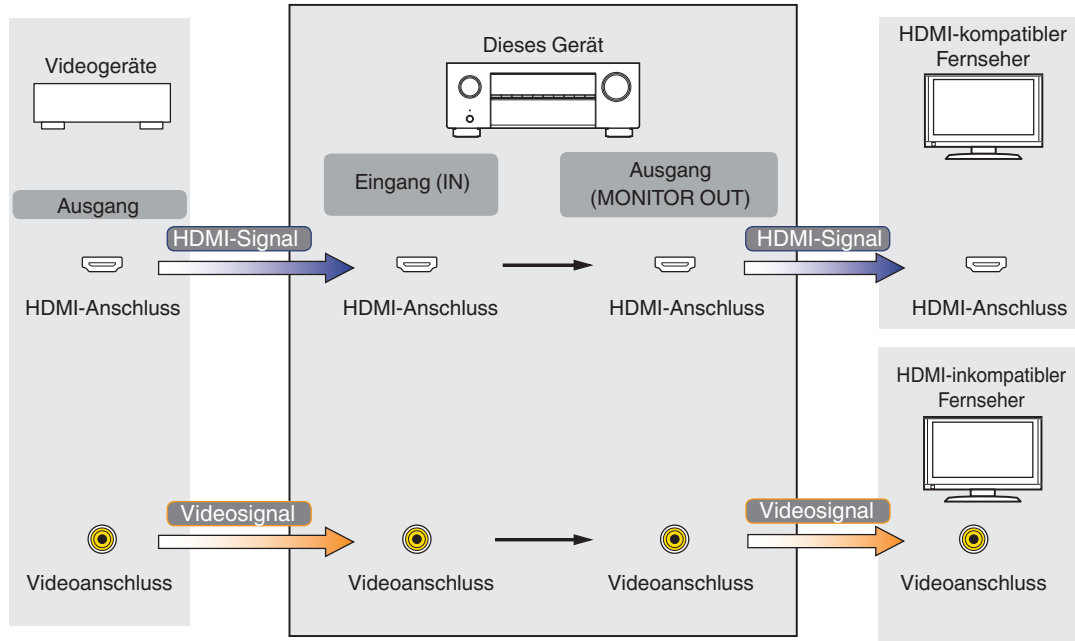 Dieses Gerät
HDMI-kompatibler
Fernseher
Videogeräte
Eingang (IN)
Ausgang
(MONITOR OUT)
Ausgang
HDMI-Signal
HDMI-Signal
HDMI-Anschluss
HDMI-Anschluss
HDMI-Anschluss
HDMI-Anschluss
HDMI-inkompatibler
Fernseher
Videosignal
Videosignal
Videoanschluss
Videoanschluss
Videoanschluss
Videoanschluss